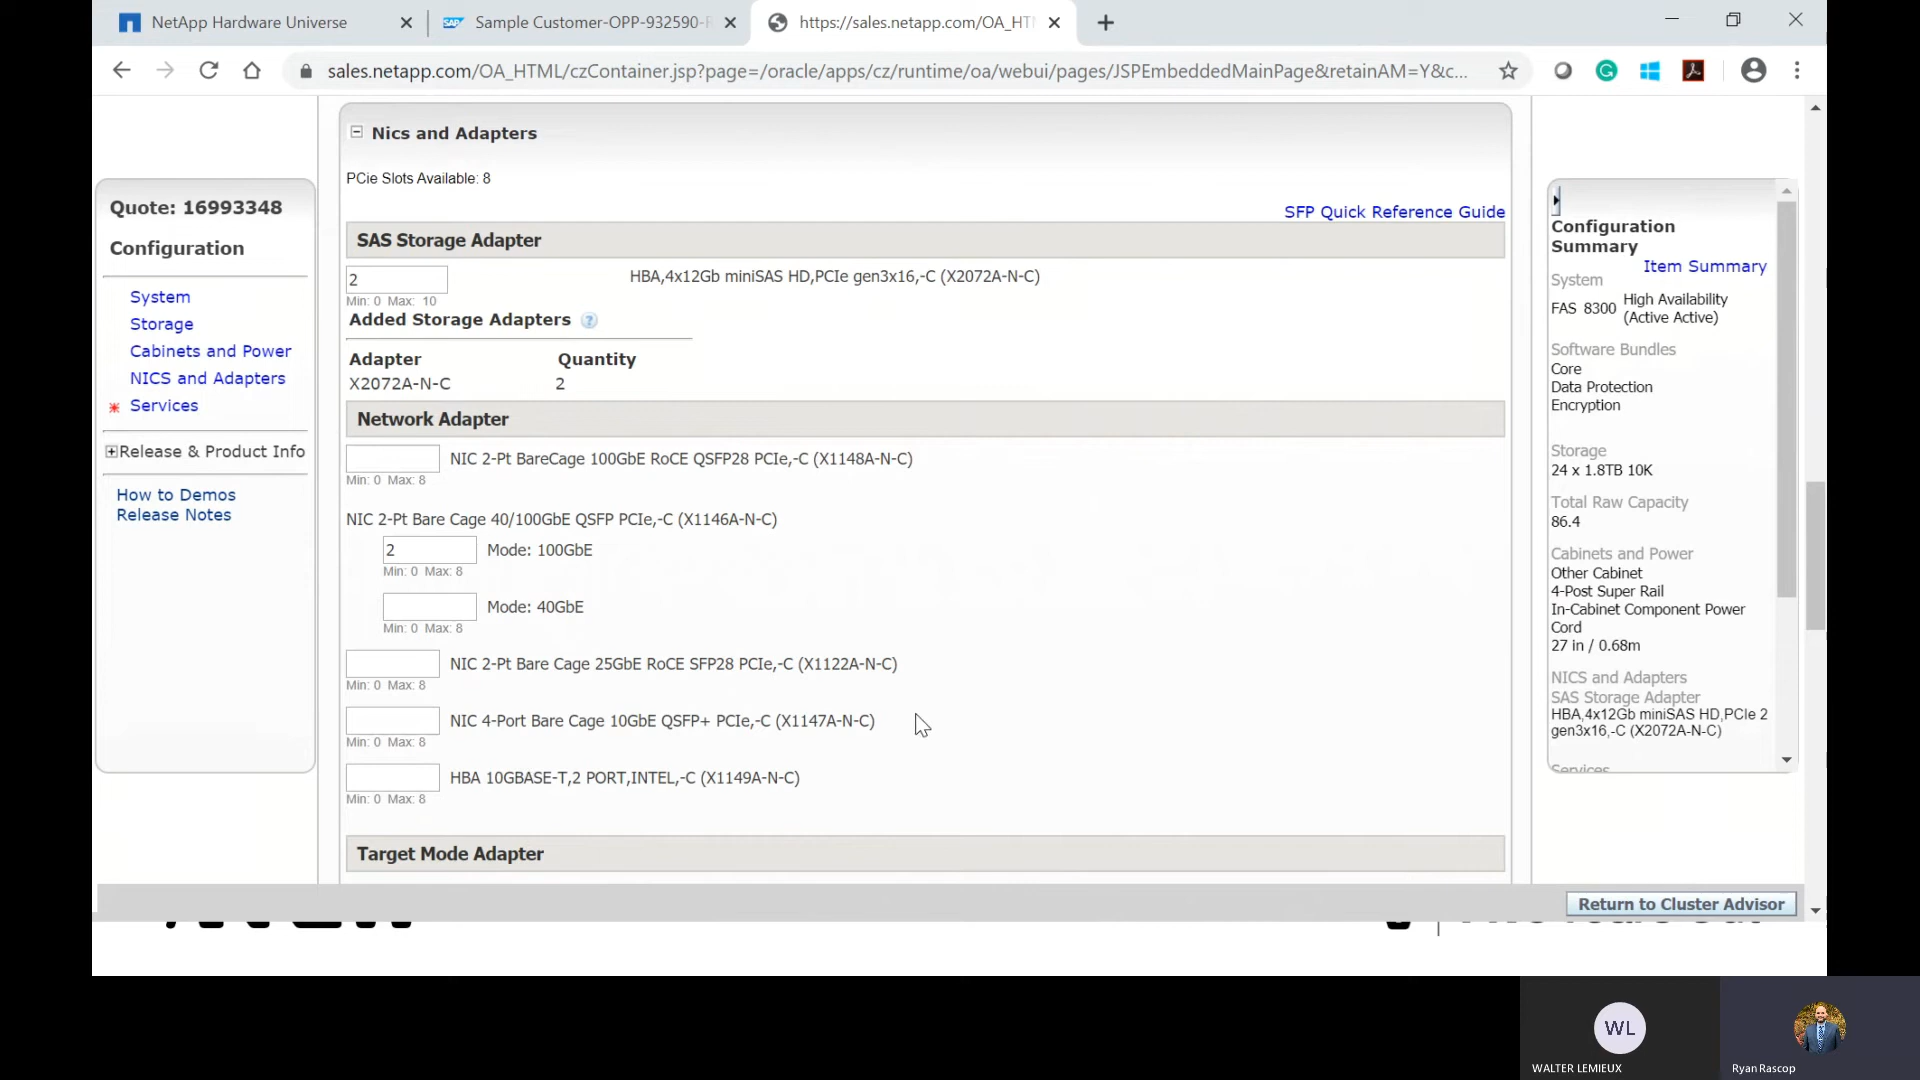 NetApp Hardware Universe
SAP
Sample Customer-OPP-932590-
https://sales.netapp.com/OA_HT
sales.netapp.com/OA_HTML/czContainer.jsp?page=/oracle/apps/cz/runtime/oa/webui/pages/JSPEmbeddedMainPage&retainAM=Y&c...
Quote: 16993348
Configuration
System
Storage
Cabinets and Power
NICS and Adapters
Services
Release & Product Info
How to Demos
Release Notes
Nics and Adapters
PCie Slots Available: 8
SFP Quick Reference Guide
SAS Storage Adapter
2
HBA,4x12Gb miniSAS HD,PCIe gen3x16,-C (X2072A-N-C)
Min: 0 Max: 10
Added Storage Adapters ?
Adapter Quantity
X2072A-N-C 2
Network Adapter
NIC 2-Pt BareCage 100GbE RoCE QSFP28 PCIe,-C (X1148A-N-C)
Min: 0 Max: 8
NIC 2-Pt Bare Cage 40/100GbE QSFP PCIe,-C (X1146A-N-C)
2 Mode: 100GbE
Min: 0 Max: 8
Mode: 40GbE
Min: 0 Max: 8
NIC 2-Pt Bare Cage 25GbE RoCE SFP28 PCIe,-C (X1122A-N-C)
Min: 0 Max: 8
NIC 4-Port Bare Cage 10GbE QSFP+ PCIe,-C (X1147A-N-C)
Min: 0 Max: 8
HBA 10GBASE-T,2 PORT,INTEL,-C (X1149A-N-C)
Min: 0 Max: 8
Target Mode Adapter
Configuration
Summary
Item Summary
System
FAS 8300 High Availability
(Active Active)
Software Bundles
Core
Data Protection
Encryption
Storage
24 x 1.8TB 10K
Total Raw Capacity
86.4
Cabinets and Power
Other Cabinet
4-Post Super Rail
In-Cabinet Component Power
Cord
27 in / 0.68m
NICS and Adapters
SAS Storage Adapter
HBA,4x12Gb miniSAS HD,PCIe 2
gen3x16,-C (X2072A-N-C)
Services
Return to Cluster Advisor
WL
WALTER LEMIEUX
Ryan Rascop